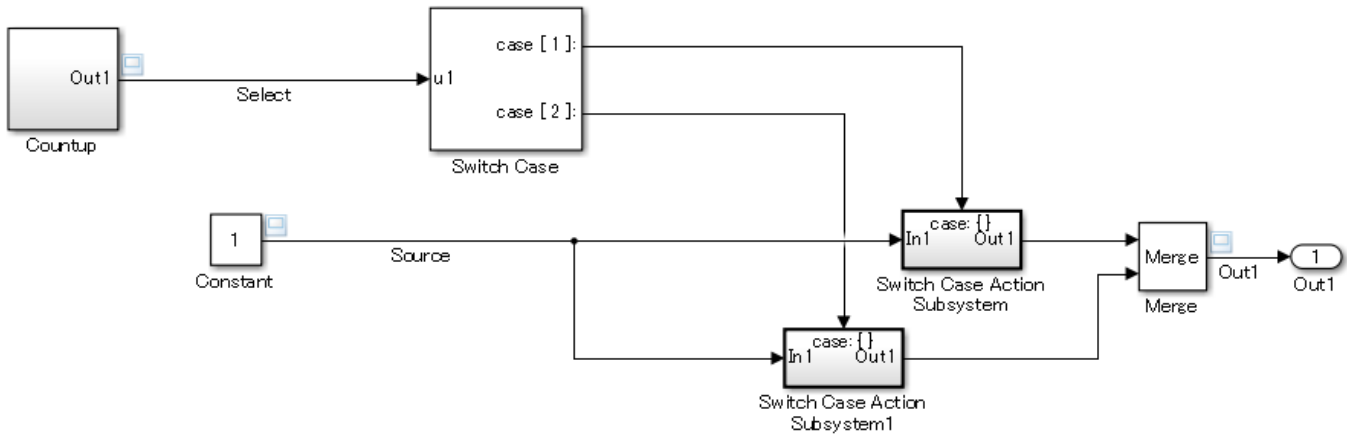 case [ 1 ]:
Out1
u1
Select
case [ 2 ]:
Countup
Switch Case
case: {}
1
In1
Out1
Source
Merge
1
Constant
Switch Case Action
Subsystem
Out1
Out1
Merge
case: {}
In1
Out1
Switch Case Action
Subsystem1